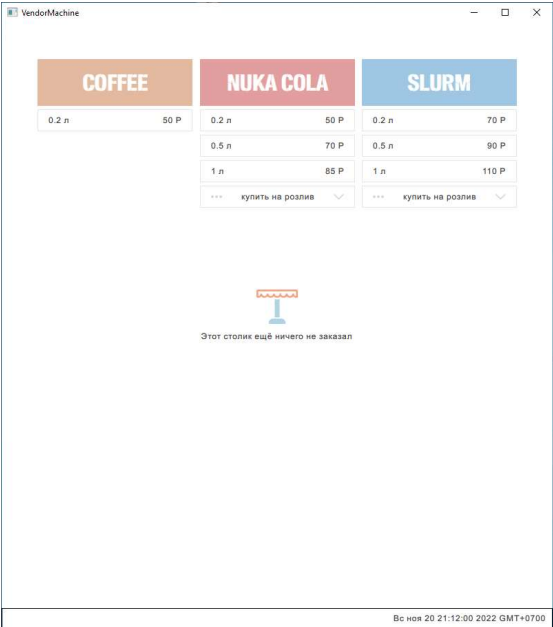 VendorMachine
COFFEE
0.2 л 50 Р
NUKA COLA
0.2 л 50 Р
0.5 л 70 Р
1 л 85 Р
купить на розлив
SLURM
0.2 л 70 Р
0.5 л 90 Р
1 л 110 Р
купить на розлив
Этот столик ещё ничего не заказал
Вс ноя 20 21:12:00 2022 GMT+0700